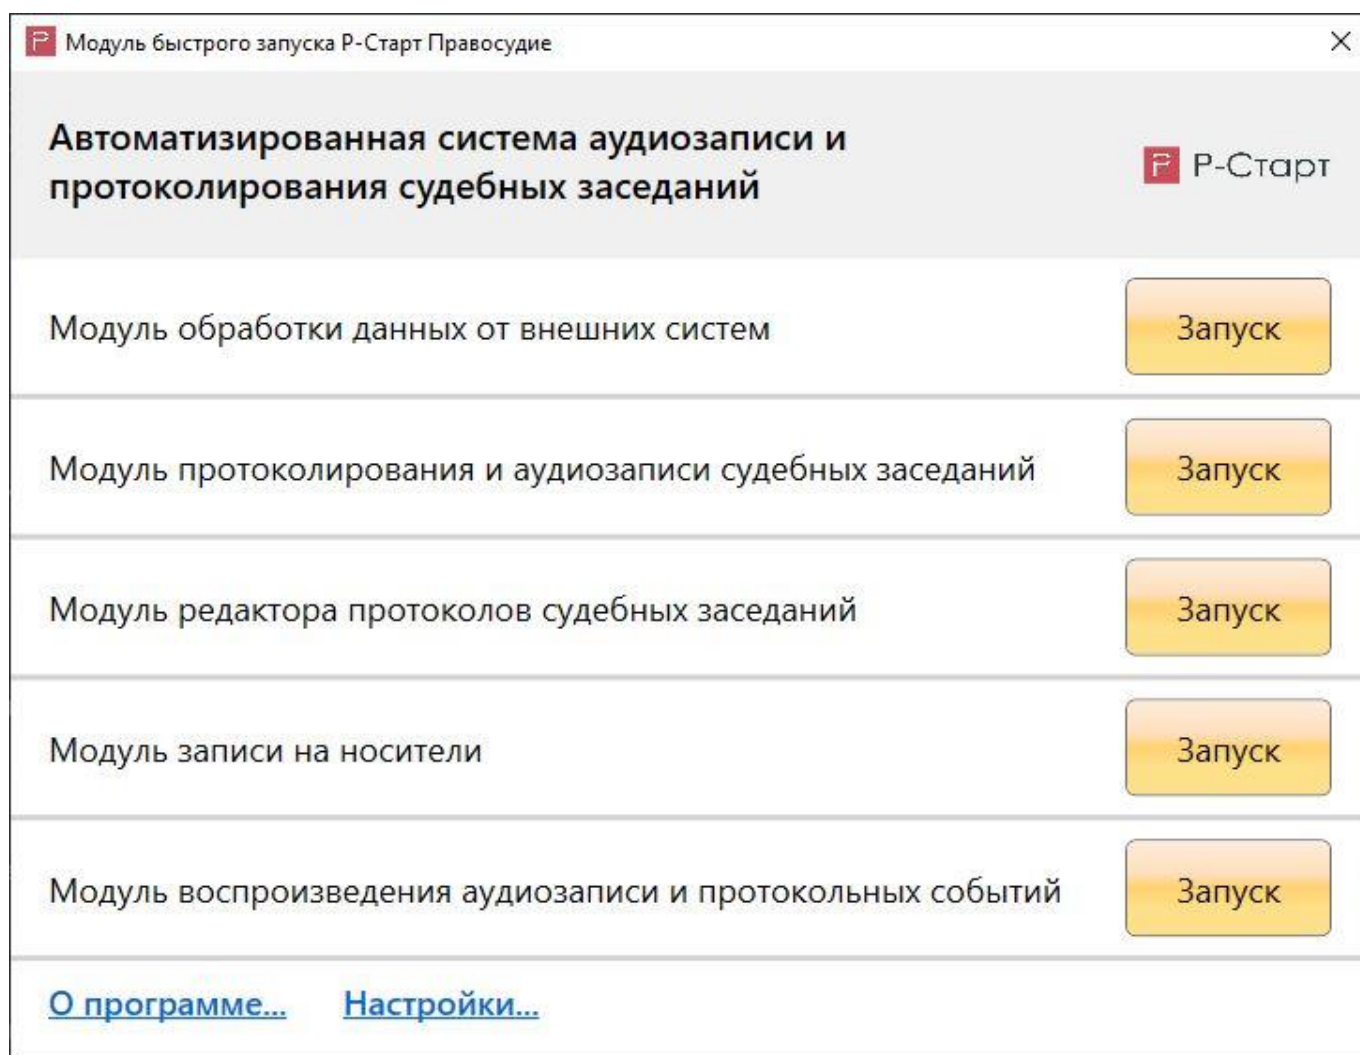 Модуль быстрого запуска Р-Старт Правосудие
Автоматизированная система аудиозаписи и
протоколирования судебных заседаний
Р-Старт
Модуль обработки данных от внешних систем
Запуск
Модуль протоколирования и аудиозаписи судебных заседаний
Запуск
Модуль редактора протоколов судебных заседаний
Запуск
Модуль записи на носители
Запуск
Модуль воспроизведения аудиозаписи и протокольных событий
Запуск
О программе... Настройки...